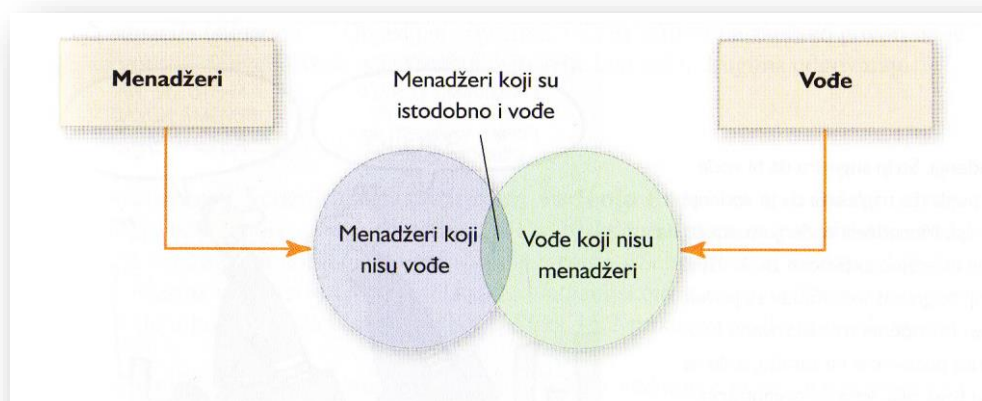 Menadžeri
Menadžeri koji su
istodobno i vođe
Vođe
Menadžeri koji
nisu vođe
Vođe koji nisu
menadžeri